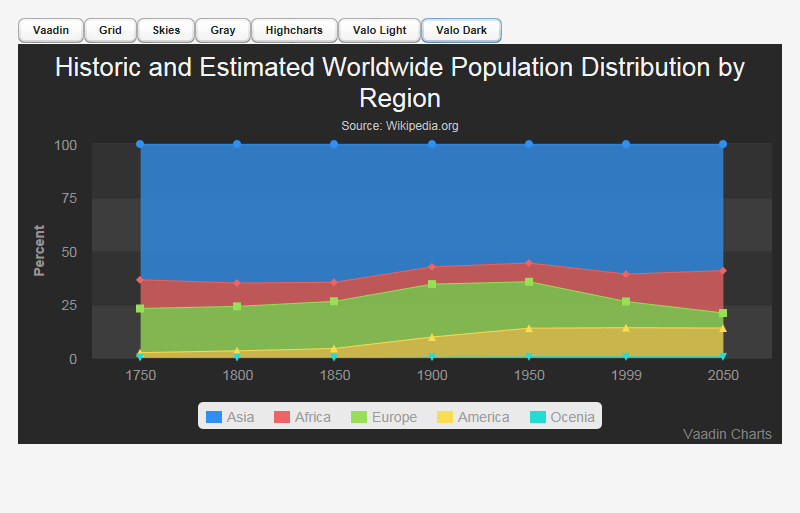 Vaadin Grid Skies Gray Highcharts Valo Light Valo Dark
Historic and Estimated Worldwide Population Distribution by
Region
Source: Wikipedia.org
Percent
100
75
50
25
0
1750 1800 1850 1900 1950 1999 2050
Asia Africa Europe America Ocenia
Vaadin Charts